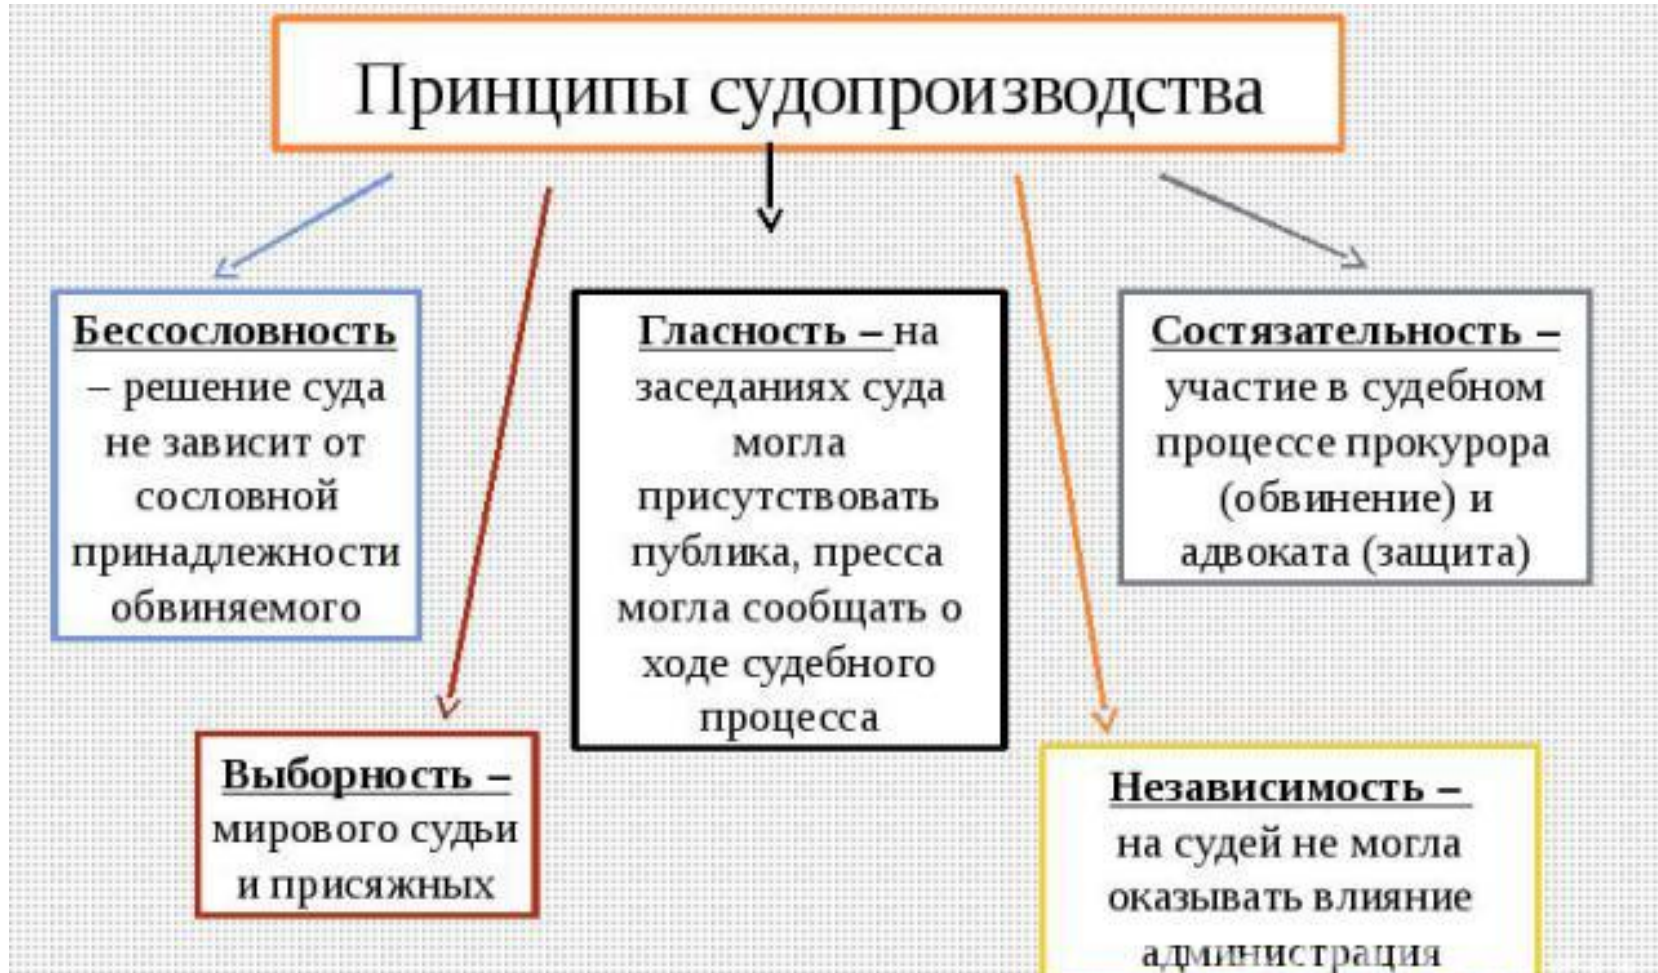 Принципы судопроизводства
Бессословность
– решение суда
не зависит от
сословной
принадлежности
обвиняемого
Выборность –
мирового судьи
и присяжных
Гласность – на
заседаниях суда
могла
присутствовать
публика, пресса
могла сообщать о
ходе судебного
процесса
Независимость –
на судей не могла
оказывать влияние
администрация
Состязательность –
участие в судебном
процессе прокурора
(обвинение) и
адвоката (защита)